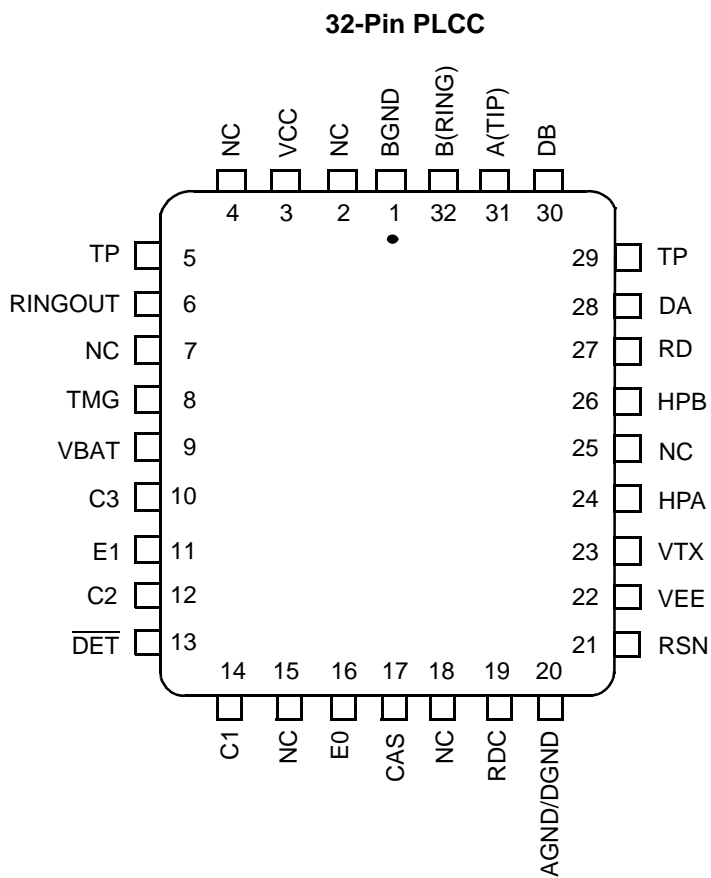 32-Pin PLCC
NC VCC NC BGND B(RING) A(TIP) DB
4 3 2 1 32 31 30
TP 5 29 TP
RINGOUT 6 28 DA
NC 7 27 RD
TMG 8 26 HPB
VBAT 9 25 NC
C3 10 24 HPA
E1 11 23 VTX
C2 12 22 VEE
D̅E̅T̅ 13 21 RSN
14 15 16 17 18 19 20
C1 NC E0 CAS NC RDC AGND/DGND